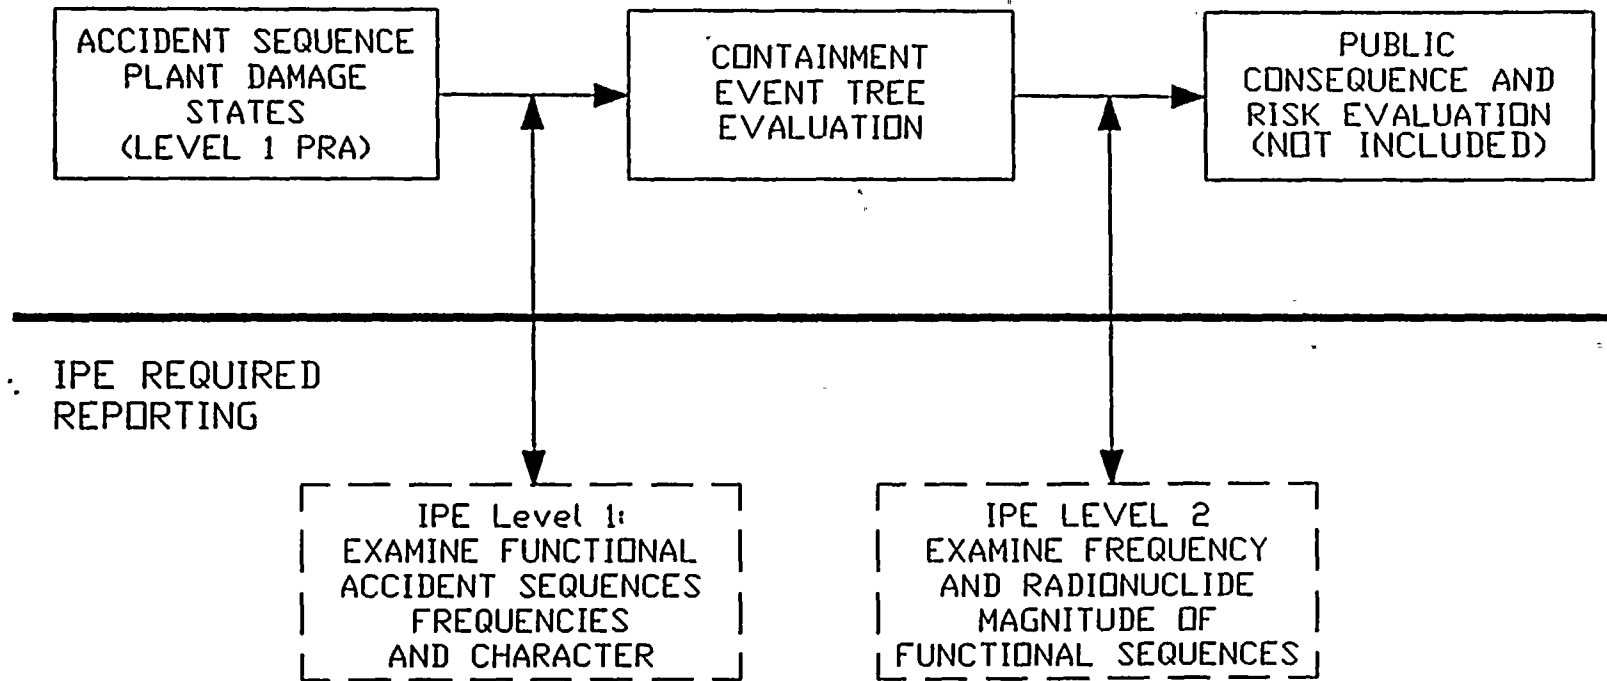 ACCIDENT SEQUENCE
PLANT DAMAGE
STATES
(LEVEL 1 PRA)
CONTAINMENT
EVENT TREE
EVALUATION
PUBLIC
CONSEQUENCE AND
RISK EVALUATION
(NOT INCLUDED)
IPE REQUIRED
REPORTING
IPE Level 1:
EXAMINE FUNCTIONAL
ACCIDENT SEQUENCES
FREQUENCIES
AND CHARACTER
IPE LEVEL 2
EXAMINE FREQUENCY
AND RADIONUCLIDE
MAGNITUDE OF
FUNCTIONAL SEQUENCES